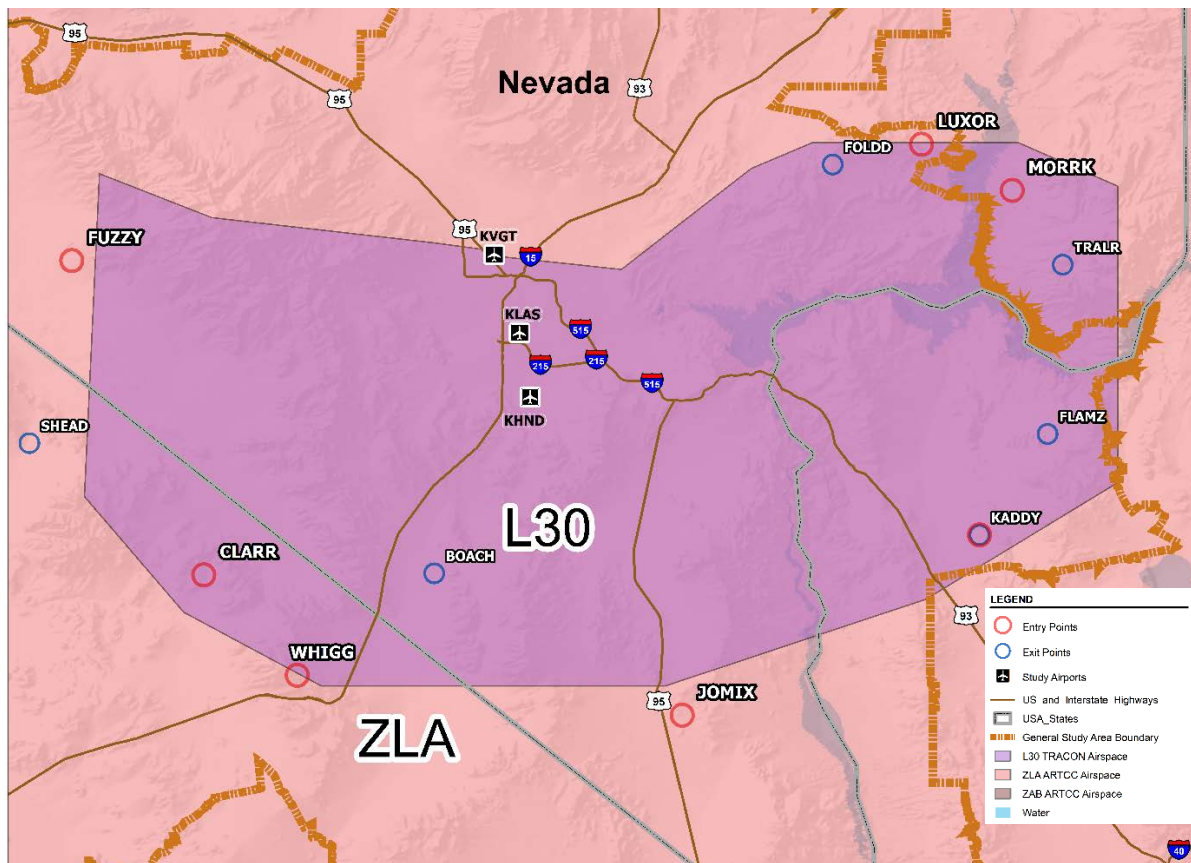 95
Nevada
93
95
LUXOR
FOLDD
MORRK
95
KVGT
FUZZY
15
TRALR
KLAS
515
215
215
515
KHND
SHEAD
FLAMZ
L30
KADDY
CLARR
BOACH
WHIGG
JOMIX
95
ZLA
93
LEGEND
Entry Points
Exit Points
Study Airports
US and Interstate Highways
USA_States
General Study Area Boundary
L30 TRACON Airspace
ZLA ARTCC Airspace
ZAB ARTCC Airspace
Water
40